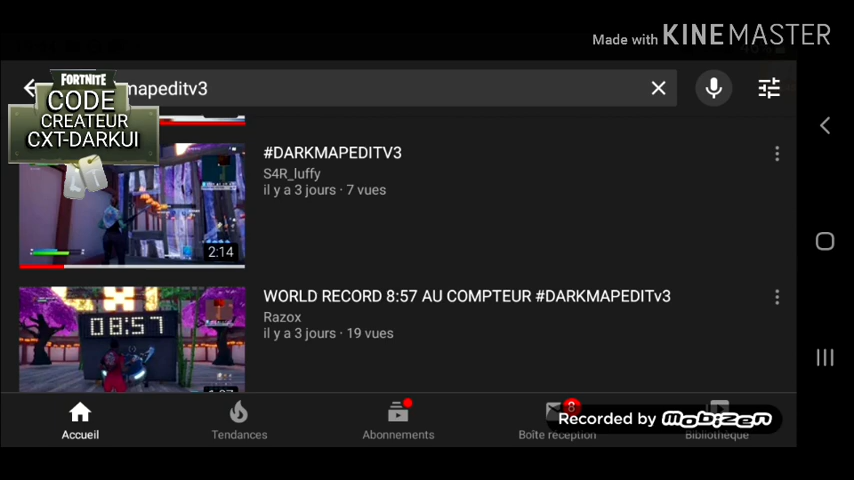 Made with KINEMASTER
mapeditv3
FORTNITE
CODE
CREATEUR
CXT-DARKUI
#DARKMAPEDITV3
S4R_luffy
il y a 3 jours · 7 vues
2:14
WORLD RECORD 8:57 AU COMPTEUR #DARKMAPEDITv3
Razox
il y a 3 jours · 19 vues
08:57
8
Recorded by mobizen
Accueil
Tendances
Abonnements
Boîte réception
Bibliothèque